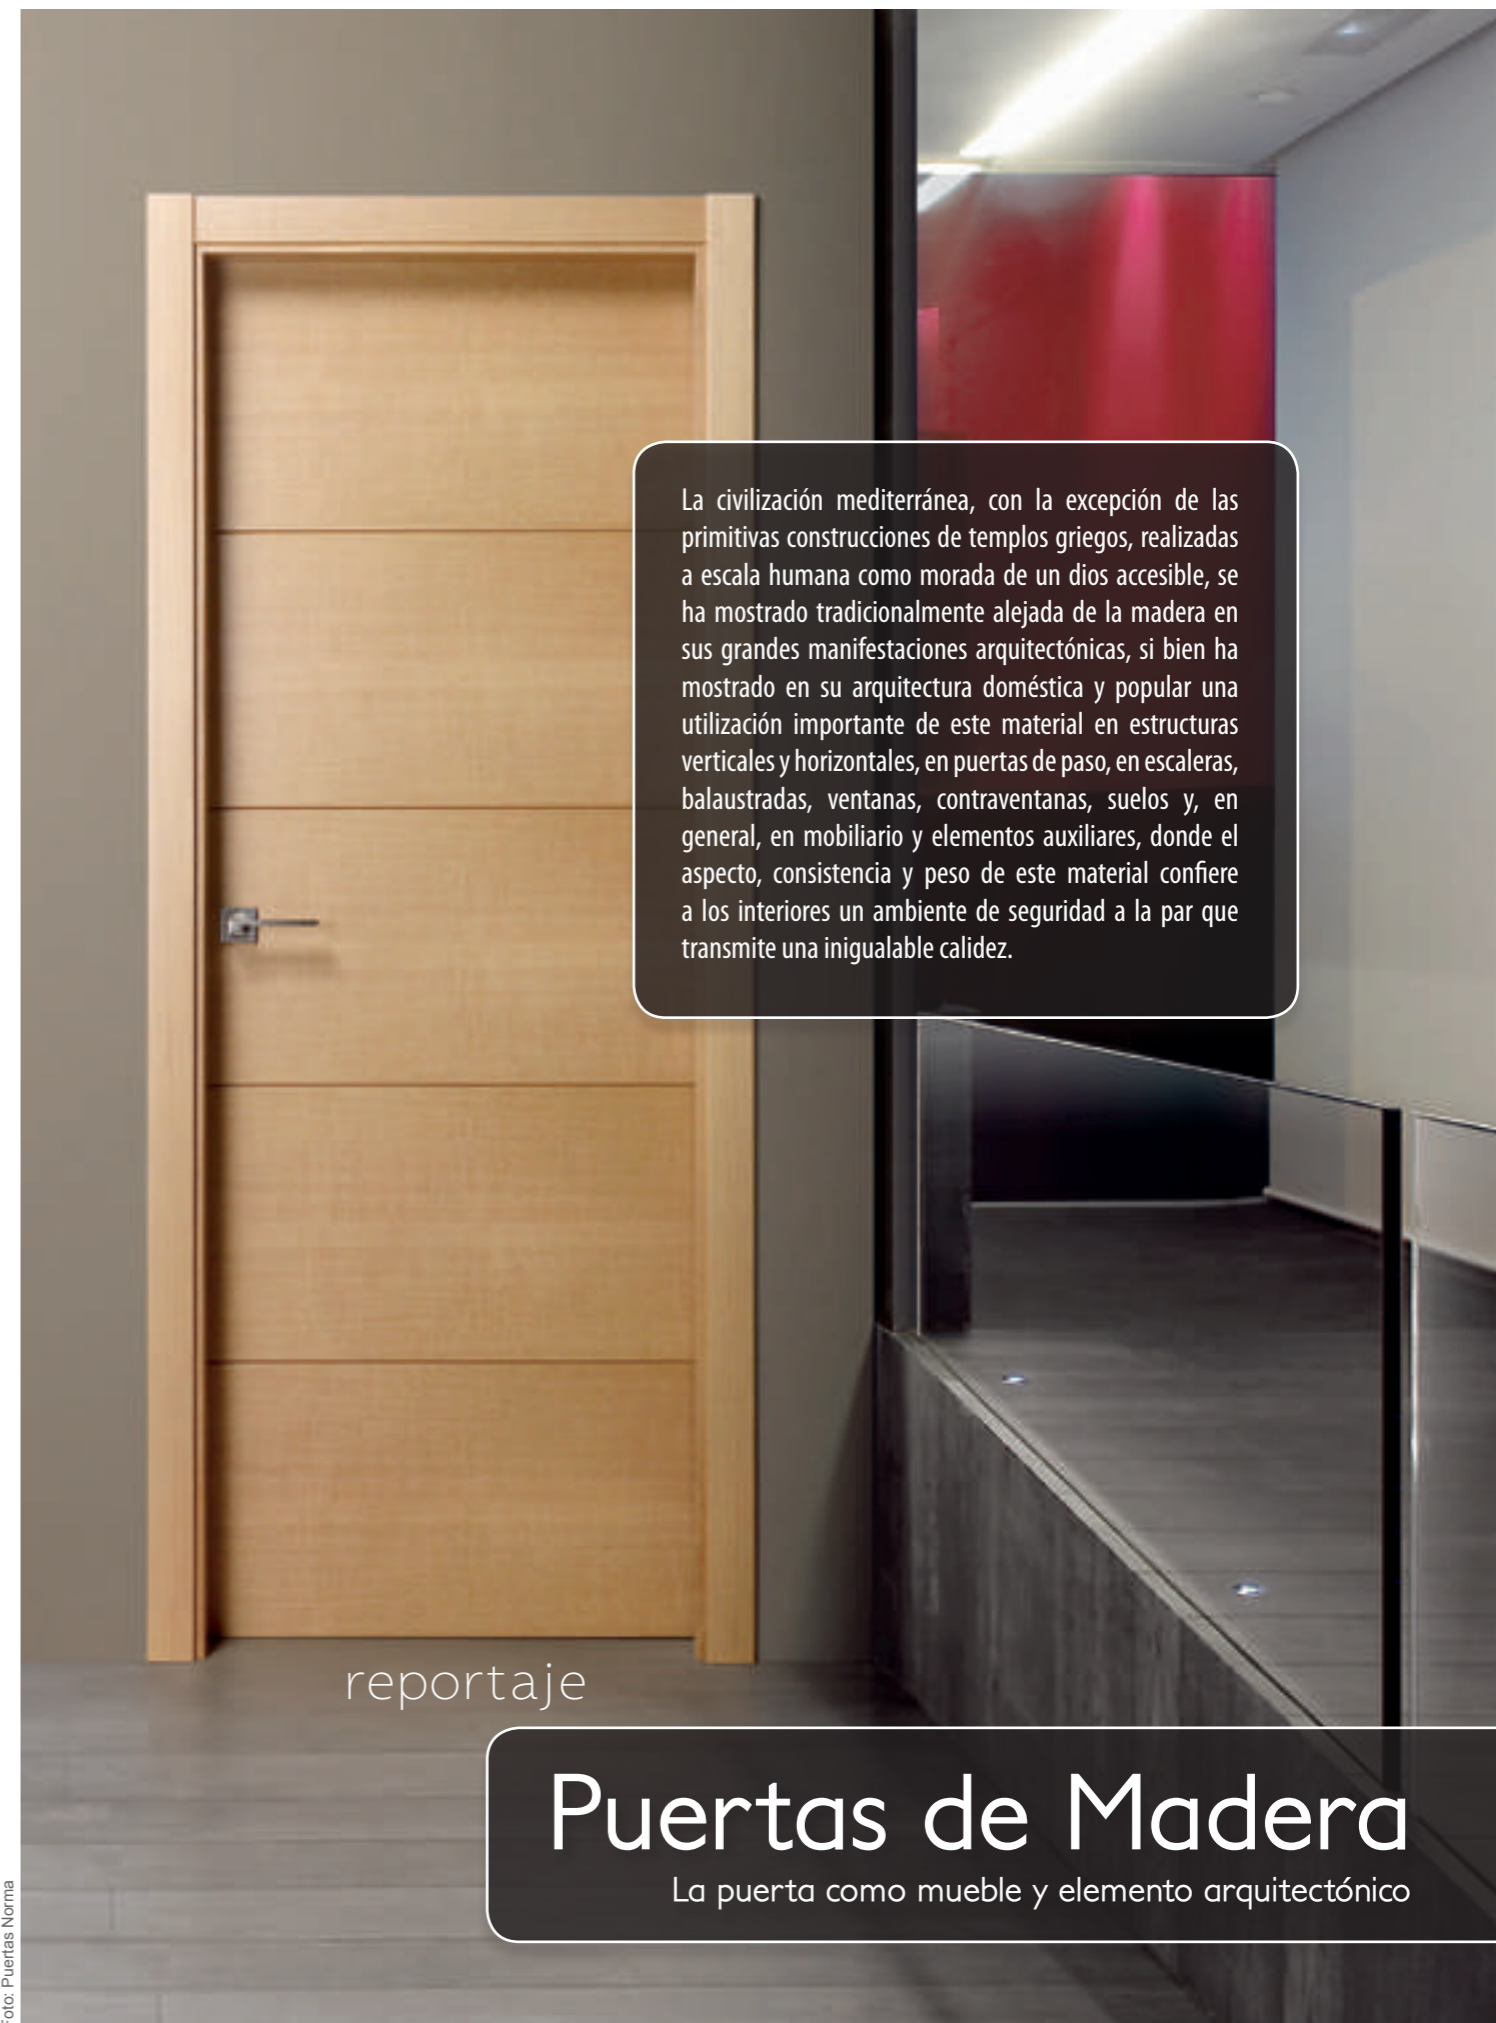 La civilización mediterránea, con la excepción de las
primitivas construcciones de templos griegos, realizadas
a escala humana como morada de un dios accesible, se
ha mostrado tradicionalmente alejada de la madera en
sus grandes manifestaciones arquitectónicas, si bien ha
mostrado en su arquitectura doméstica y popular una
utilización importante de este material en estructuras
verticales y horizontales, en puertas de paso, en escaleras,
balaustradas, ventanas, contraventanas, suelos y, en
general, en mobiliario y elementos auxiliares, donde el
aspecto, consistencia y peso de este material confiere
a los interiores un ambiente de seguridad a la par que
transmite una inigualable calidez.
reportaje
Puertas de Madera
La puerta como mueble y elemento arquitectónico
Foto: Puertas Norma